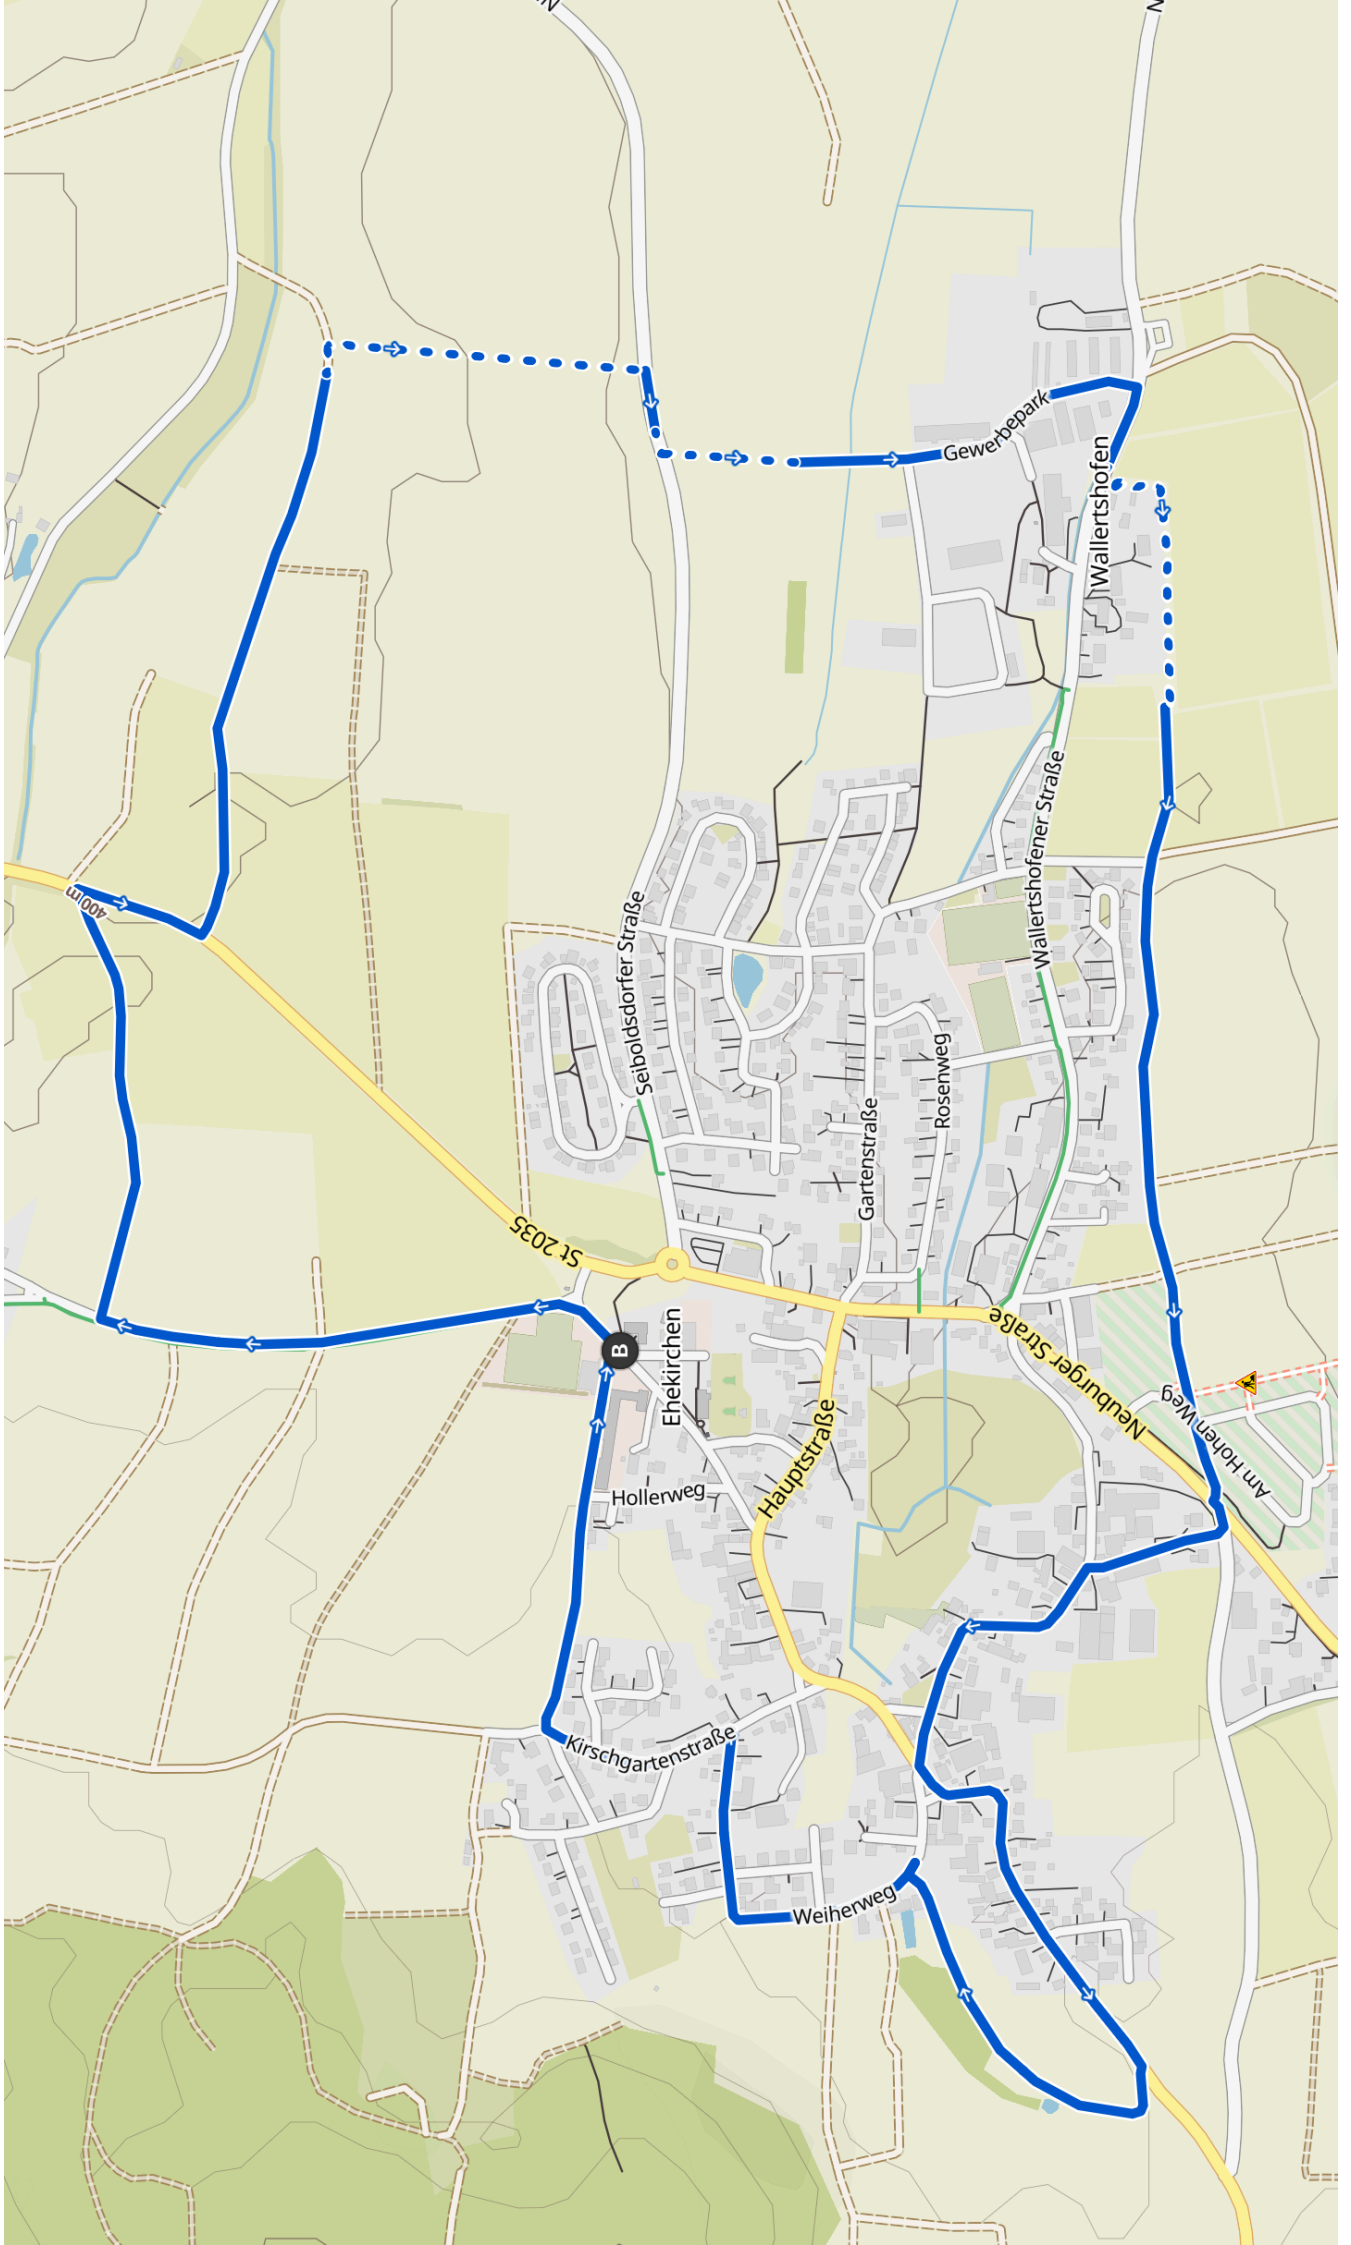 400 m
Gewerbepark
Wallertshofen
Wallertshofener Straße
Seiboldsdorfer Straße
Rosenweg
Gartenstraße
St 2035
B
Ehekirchen
Neuburger Straße
Am Hohen Weg
Hauptstraße
Hollerweg
Kirschgartenstraße
Weiherweg